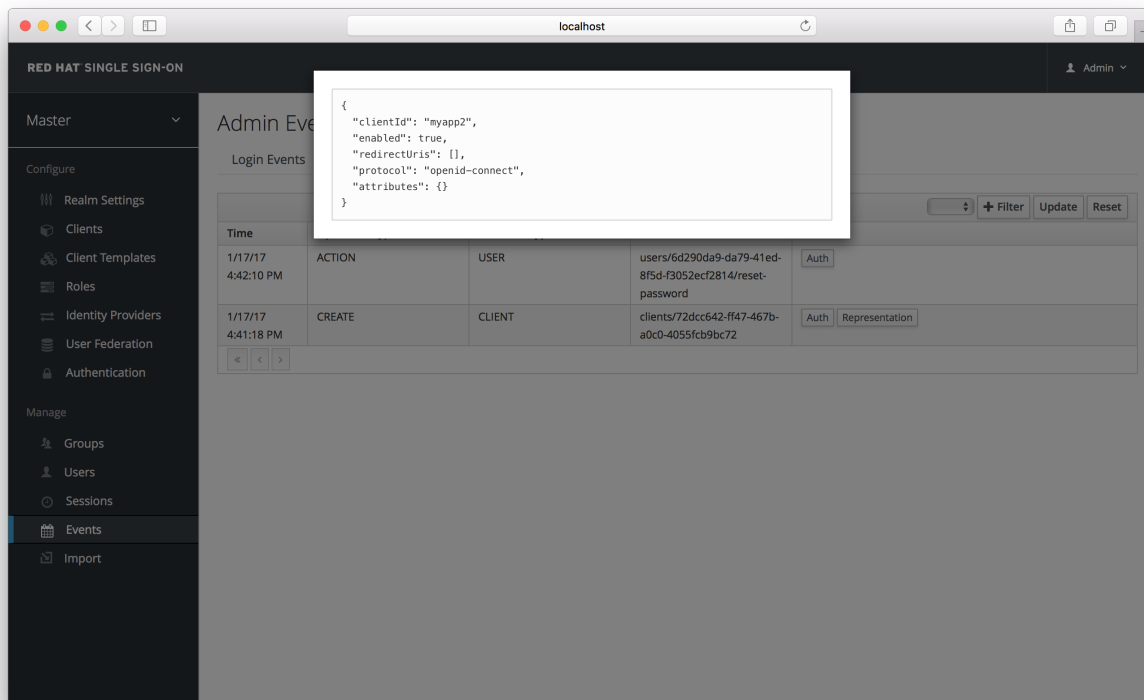 localhost
RED HAT SINGLE SIGN-ON
Admin
Master
Configure
Realm Settings
Clients
Client Templates
Roles
Identity Providers
User Federation
Authentication
Manage
Groups
Users
Sessions
Events
Import
Admin Eve
Login Events
{
"clientId": "myapp2",
"enabled": true,
"redirectUris": [],
"protocol": "openid-connect",
"attributes": {}
}
Filter Update Reset
Time
1/17/17 ACTION USER users/6d290da9-da79-41ed- Auth
4:42:10 PM 8f5d-f3052ecf2814/reset-
password
1/17/17 CREATE CLIENT clients/72dcc642-ff47-467b- Auth Representation
4:41:18 PM a0c0-4055fcb9bc72
« < >